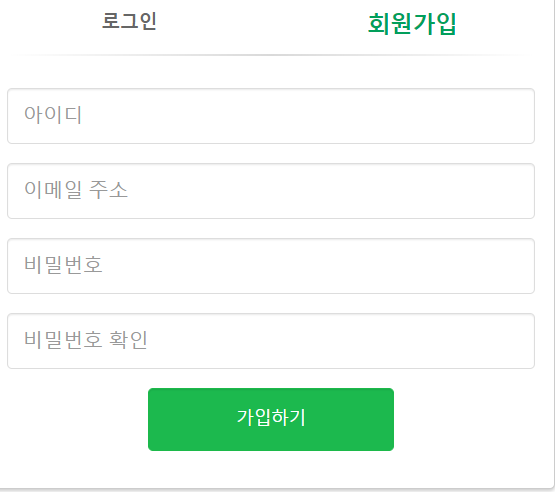 로그인 회원가입
아이디
이메일 주소
비밀번호
비밀번호 확인
가입하기